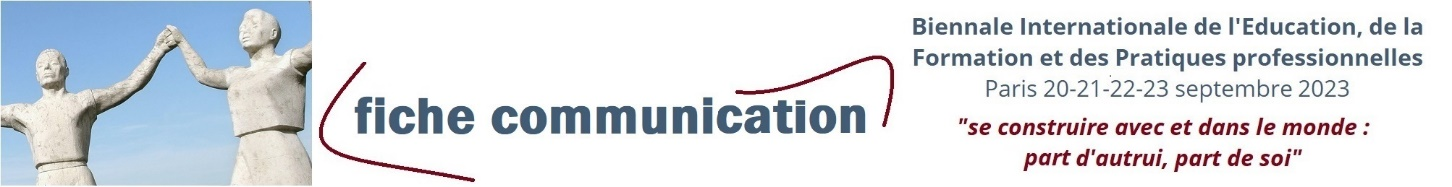 fiche communication
Biennale Internationale de l'Education, de la
Formation et des Pratiques professionnelles
Paris 20-21-22-23 septembre 2023
"se construire avec et dans le monde :
part d'autrui, part de soi"